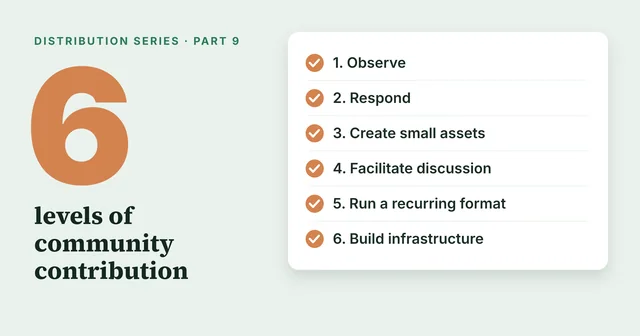 DISTRIBUTION SERIES · PART 9
6
levels of
community
contribution
1. Observe
2. Respond
3. Create small assets
4. Facilitate discussion
5. Run a recurring format
6. Build infrastructure